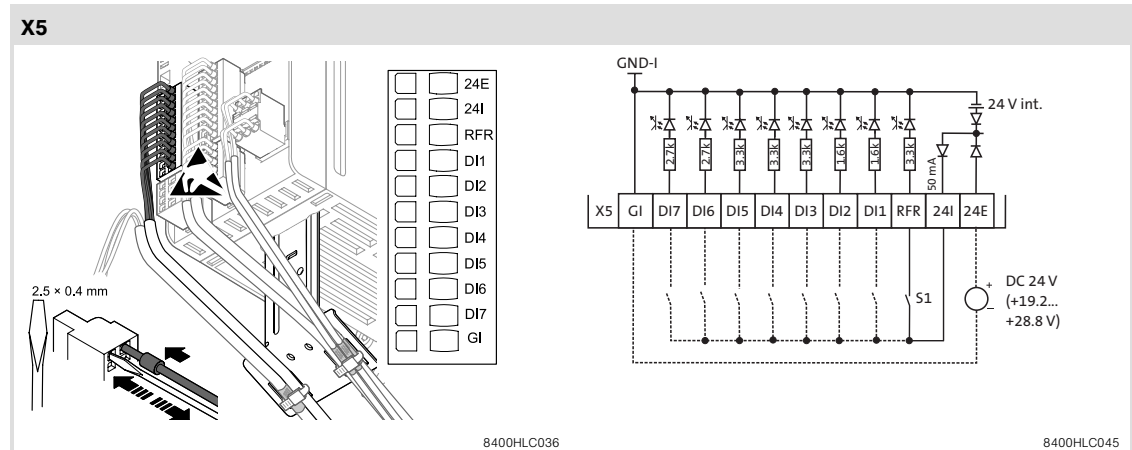 X5
24E
24I
RFR
DI1
DI2
DI3
DI4
DI5
DI6
DI7
GI
2.5 × 0.4 mm
8400HLC036
GND-I
24 V int.
2.7k
2.7k
3.3k
3.3k
3.3k
1.6k
1.6k
3.3k
50 mA
X5 GI DI7 DI6 DI5 DI4 DI3 DI2 DI1 RFR 24I 24E
S1
+
−
DC 24 V
(+19.2...
+28.8 V)
8400HLC045